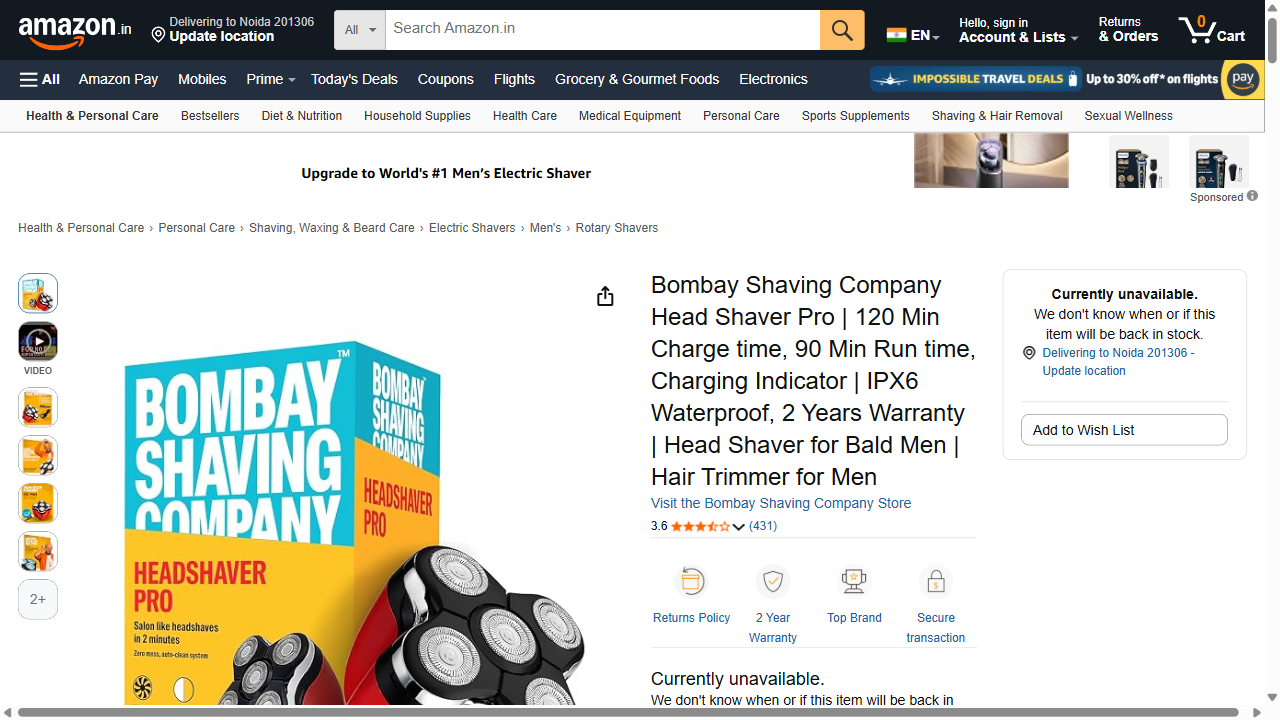 amazon.in
Delivering to Noida 201306
Update location
All
Search Amazon.in
EN
Hello, sign in
Account & Lists
Returns
& Orders
0
Cart
All
Amazon Pay
Mobiles
Prime
Today's Deals
Coupons
Flights
Grocery & Gourmet Foods
Electronics
IMPOSSIBLE TRAVEL DEALS
Up to 30% off* on flights
pay
Health & Personal Care
Bestsellers
Diet & Nutrition
Household Supplies
Health Care
Medical Equipment
Personal Care
Sports Supplements
Shaving & Hair Removal
Sexual Wellness
Upgrade to World's #1 Men's Electric Shaver
Sponsored
Health & Personal Care › Personal Care › Shaving, Waxing & Beard Care › Electric Shavers › Men's › Rotary Shavers
VIDEO
2+
BOMBAY
SHAVING
COMPANY
TM
BOMBAY
SHAVING
COMPANY
HEADSHAVER
PRO
HEADSHAVER
PRO
Salon like headshaves
in 2 minutes
Zero mess, auto-clean system
Bombay Shaving Company
Head Shaver Pro | 120 Min
Charge time, 90 Min Run time,
Charging Indicator | IPX6
Waterproof, 2 Years Warranty
| Head Shaver for Bald Men |
Hair Trimmer for Men
Visit the Bombay Shaving Company Store
3.6 (431)
Returns Policy
2 Year
Warranty
Top Brand
Secure
transaction
Currently unavailable.
We don't know when or if this item will be back in
Currently unavailable.
We don't know when or if this
item will be back in stock.
Delivering to Noida 201306 -
Update location
Add to Wish List